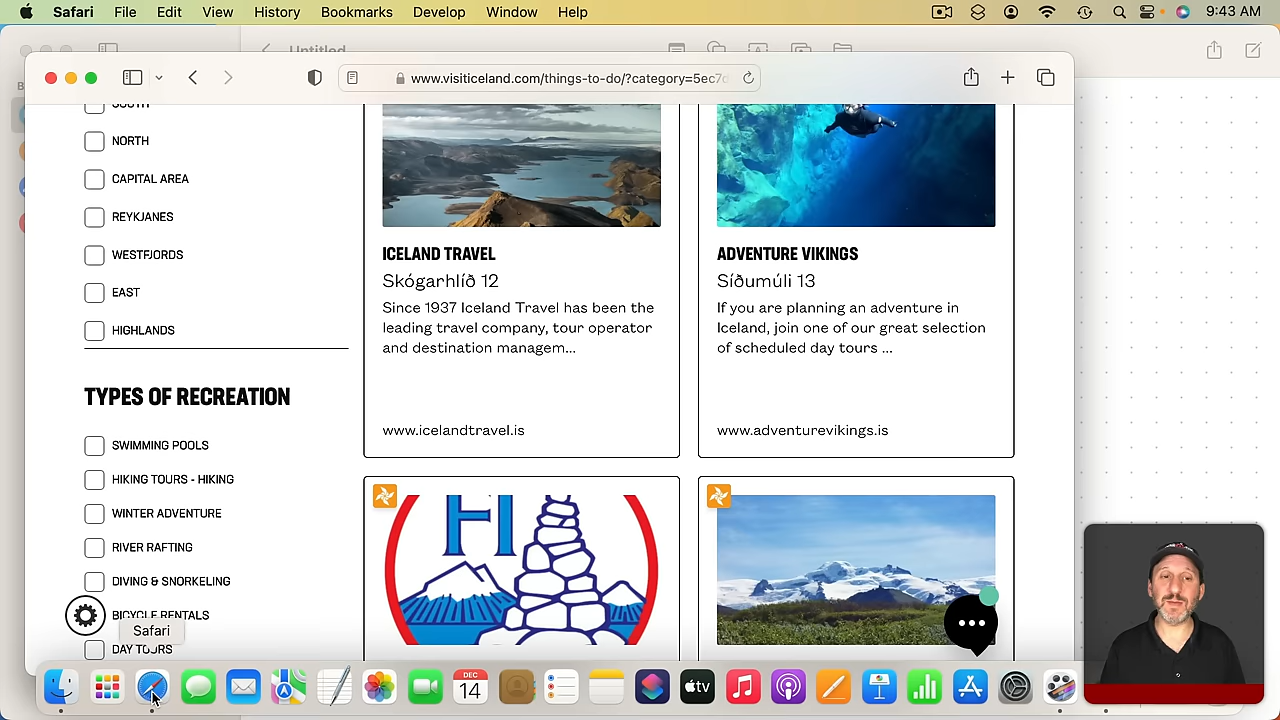 Safari File Edit View History Bookmarks Develop Window Help 9:43 AM
Untitled
www.visiticeland.com/things-to-do/?category=5ec7
SOUTH
NORTH
CAPITAL AREA
REYKJANES
WESTFJORDS
EAST
HIGHLANDS
TYPES OF RECREATION
SWIMMING POOLS
HIKING TOURS - HIKING
WINTER ADVENTURE
RIVER RAFTING
DIVING & SNORKELING
BICYCLE RENTALS
DAY TOURS
ICELAND TRAVEL
Skógarhlíð 12
Since 1937 Iceland Travel has been the
leading travel company, tour operator
and destination managem...
www.icelandtravel.is
ADVENTURE VIKINGS
Síðumúli 13
If you are planning an adventure in
Iceland, join one of our great selection
of scheduled day tours ...
www.adventurevikings.is
H
Safari
DEC
14
tv